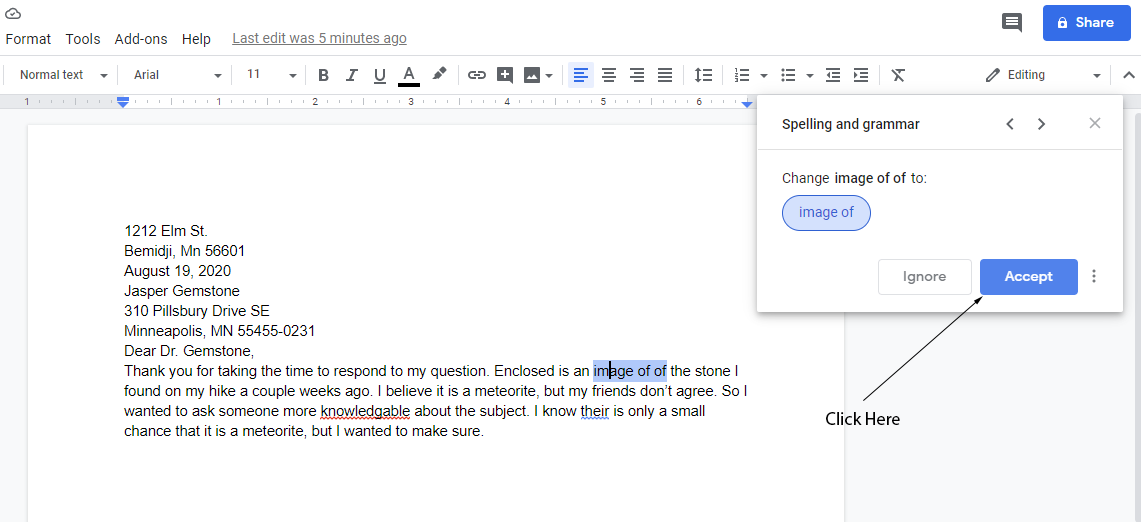 Share
Format Tools Add-ons Help Last edit was 5 minutes ago
Normal text Arial 11 B I U A Editing
1 1 2 3 4 5 6
Spelling and grammar
Change image of of to:
image of
Ignore Accept
1212 Elm St.
Bemidji, Mn 56601
August 19, 2020
Jasper Gemstone
310 Pillsbury Drive SE
Minneapolis, MN 55455-0231
Dear Dr. Gemstone,
Thank you for taking the time to respond to my question. Enclosed is an image of of the stone I
found on my hike a couple weeks ago. I believe it is a meteorite, but my friends don’t agree. So I
wanted to ask someone more knowledgable about the subject. I know their is only a small
chance that it is a meteorite, but I wanted to make sure.
Click Here